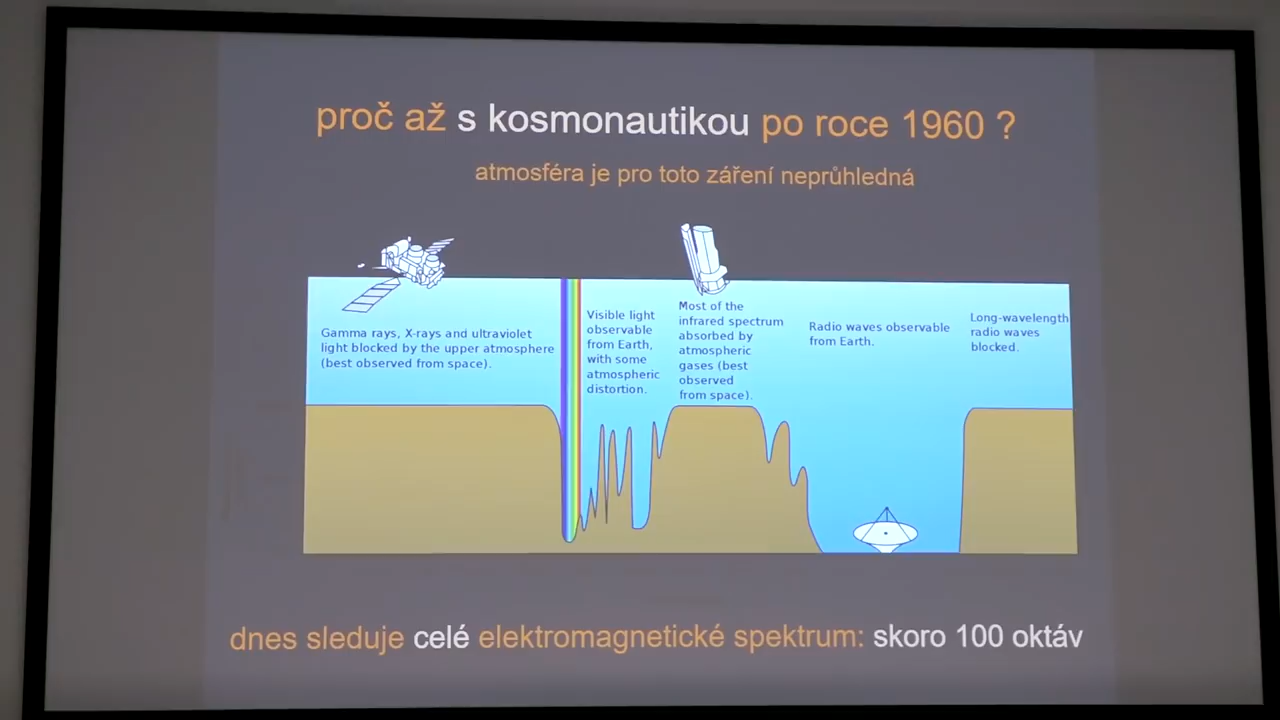 proč až s kosmonautikou po roce 1960 ?
atmosféra je pro toto záření neprůhledná
Gamma rays, X-rays and ultraviolet
light blocked by the upper atmosphere
(best observed from space).
Visible light
observable
from Earth,
with some
atmospheric
distortion.
Most of the
infrared spectrum
absorbed by
atmospheric
gases (best
observed
from space).
Radio waves observable
from Earth.
Long-wavelength
radio waves
blocked.
dnes sleduje celé elektromagnetické spektrum: skoro 100 oktáv